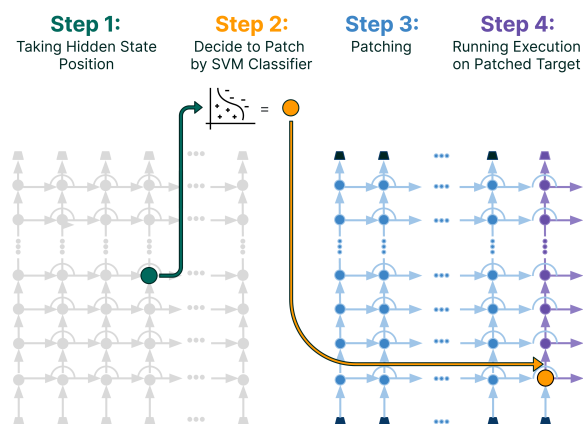 Step 1:
Taking Hidden State
Position
Step 2:
Decide to Patch
by SVM Classifier
Step 3:
Patching
Step 4:
Running Execution
on Patched Target
=